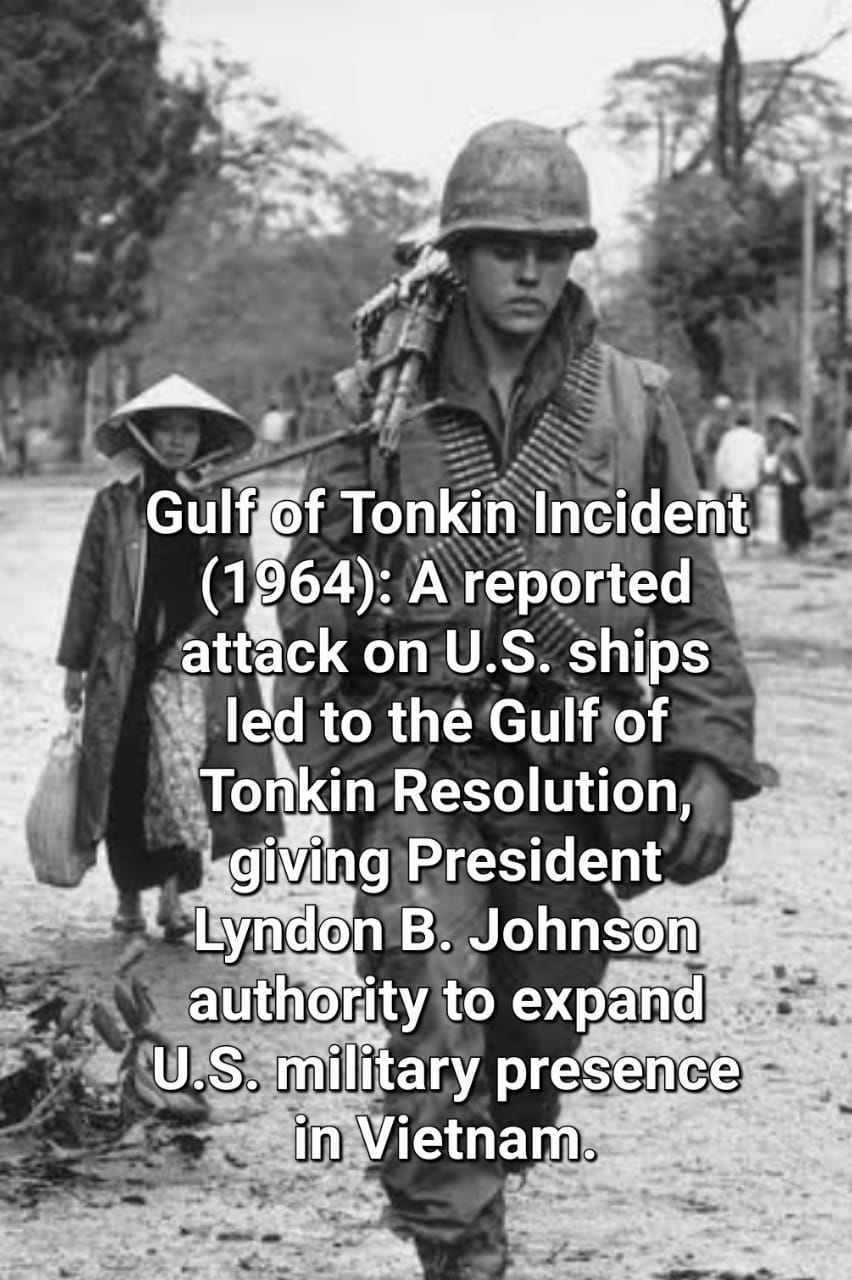 Gulf of Tonkin Incident
(1964): A reported
attack on U.S. ships
led to the Gulf of
Tonkin Resolution,
giving President
Lyndon B. Johnson
authority to expand
U.S. military presence
in Vietnam.